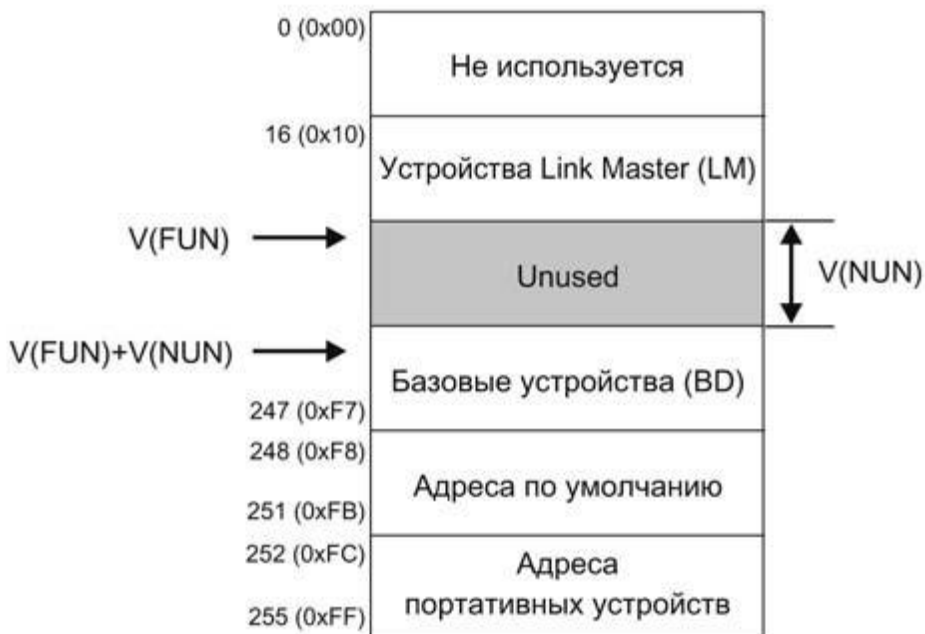 0 (0x00)
Не используется
16 (0x10)
Устройства Link Master (LM)
V(FUN)
Unused
V(NUN)
V(FUN)+V(NUN)
Базовые устройства (BD)
247 (0xF7)
248 (0xF8)
Адреса по умолчанию
251 (0xFB)
252 (0xFC)
Адреса
портативных устройств
255 (0xFF)